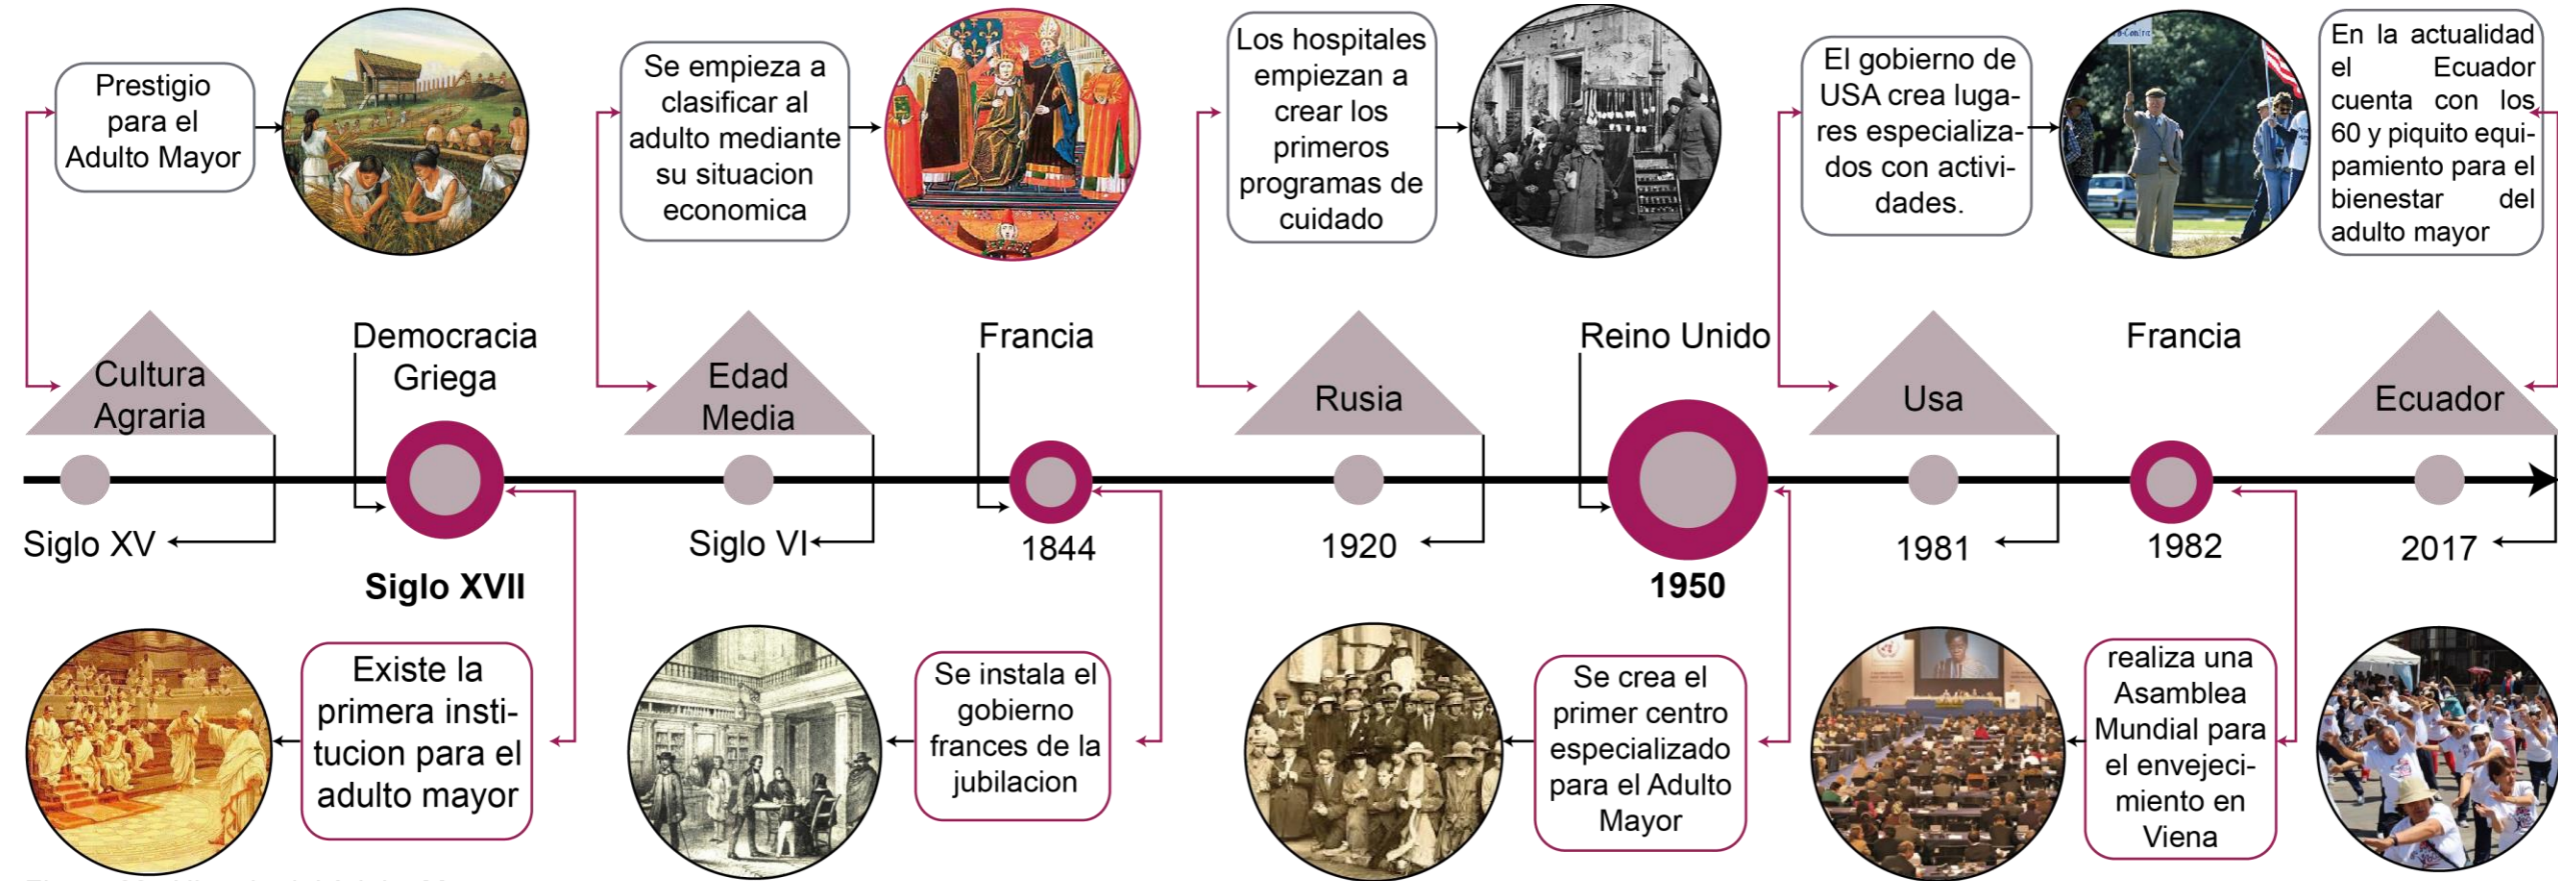 Prestigio
para el
Adulto Mayor
Se empieza a
clasificar al
adulto mediante
su situacion
economica
Los hospitales
empiezan a
crear los
primeros
programas de
cuidado
El gobierno de
USA crea luga-
res especializa-
dos con activi-
dades.
En la actualidad
el Ecuador
cuenta con los
60 y piquito equi-
pamiento para el
bienestar del
adulto mayor
Cultura
Agraria
Democracia
Griega
Edad
Media
Francia
Rusia
Reino Unido
Usa
Francia
Ecuador
Siglo XV
Siglo XVII
Siglo VI
1844
1920
1950
1981
1982
2017
Existe la
primera insti-
tucion para el
adulto mayor
Se instala el
gobierno
frances de la
jubilacion
Se crea el
primer centro
especializado
para el Adulto
Mayor
realiza una
Asamblea
Mundial para
el envejeci-
miento en
Viena